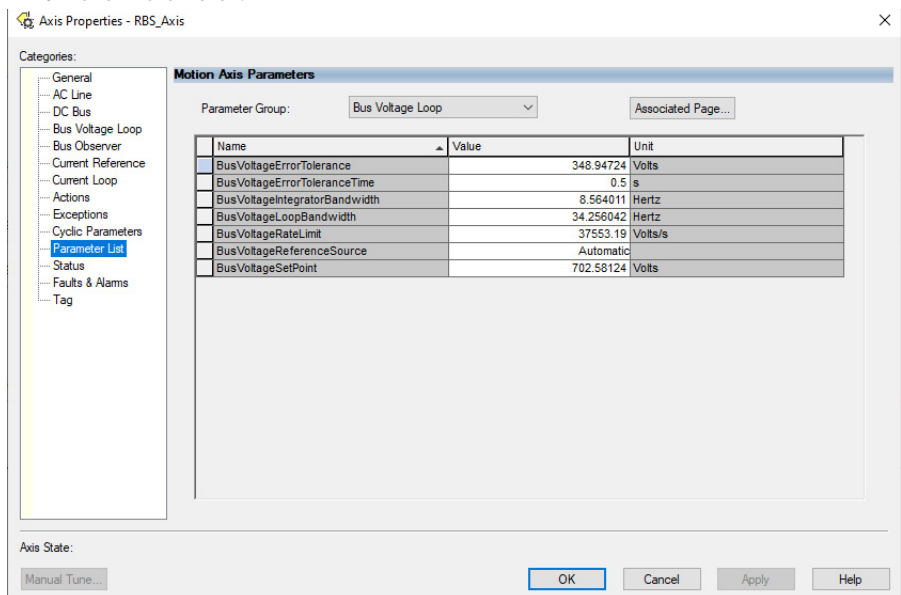 Axis Properties - RBS_Axis
Categories:
General
AC Line
DC Bus
Bus Voltage Loop
Bus Observer
Current Reference
Current Loop
Actions
Exceptions
Cyclic Parameters
Parameter List
Status
Faults & Alarms
Tag
Motion Axis Parameters
Parameter Group: Bus Voltage Loop Associated Page...
Name Value Unit
BusVoltageErrorTolerance 348.94724 Volts
BusVoltageErrorToleranceTime 0.5 s
BusVoltageIntegratorBandwidth 8.564011 Hertz
BusVoltageLoopBandwidth 34.256042 Hertz
BusVoltageRateLimit 37553.19 Volts/s
BusVoltageReferenceSource Automatic
BusVoltageSetPoint 702.58124 Volts
Axis State:
Manual Tune... OK Cancel Apply Help